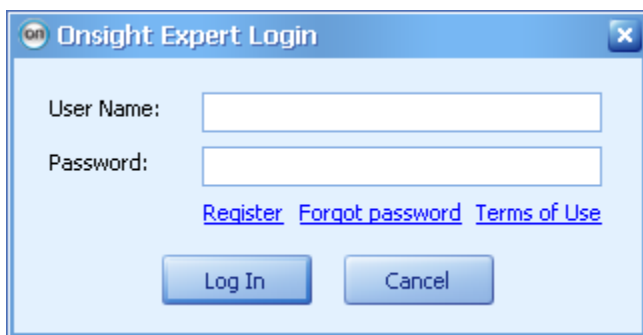 on Onsight Expert Login
User Name:
Password:
Register Forgot password Terms of Use
Log In Cancel